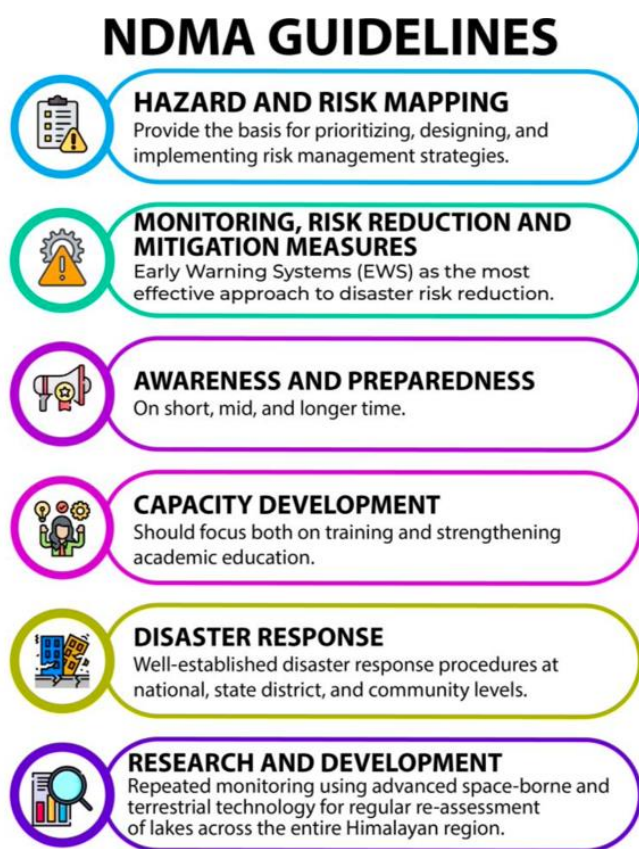 NDMA GUIDELINES
HAZARD AND RISK MAPPING
Provide the basis for prioritizing, designing, and
implementing risk management strategies.
MONITORING, RISK REDUCTION AND
MITIGATION MEASURES
Early Warning Systems (EWS) as the most
effective approach to disaster risk reduction.
AWARENESS AND PREPAREDNESS
On short, mid, and longer time.
CAPACITY DEVELOPMENT
Should focus both on training and strengthening
academic education.
DISASTER RESPONSE
Well-established disaster response procedures at
national, state district, and community levels.
RESEARCH AND DEVELOPMENT
Repeated monitoring using advanced space-borne and
terrestrial technology for regular re-assessment
of lakes across the entire Himalayan region.